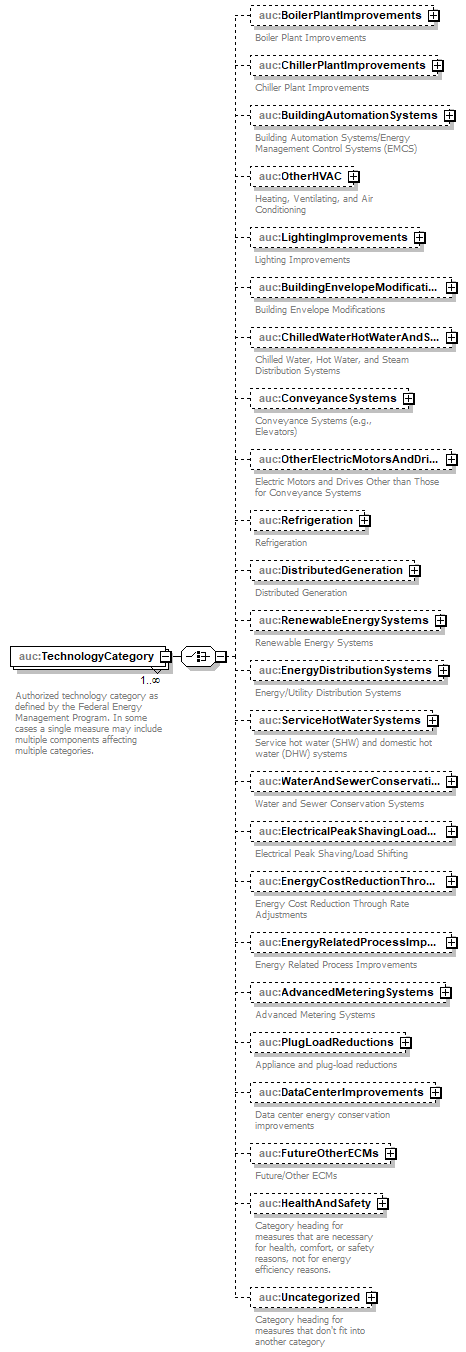 auc:BoilerPlantImprovements
Boiler Plant Improvements
auc:ChillerPlantImprovements
Chiller Plant Improvements
auc:BuildingAutomationSystems
Building Automation Systems/Energy
Management Control Systems (EMCS)
auc:OtherHVAC
Heating, Ventilating, and Air
Conditioning
auc:LightingImprovements
Lighting Improvements
auc:BuildingEnvelopeModificati...
Building Envelope Modifications
auc:ChilledWaterHotWaterAndS...
Chilled Water, Hot Water, and Steam
Distribution Systems
auc:ConveyanceSystems
Conveyance Systems (e.g.,
Elevators)
auc:OtherElectricMotorsAndDri...
Electric Motors and Drives Other than Those
for Conveyance Systems
auc:Refrigeration
Refrigeration
auc:DistributedGeneration
Distributed Generation
auc:RenewableEnergySystems
Renewable Energy Systems
auc:TechnologyCategory
1..∞
Authorized technology category as
defined by the Federal Energy
Management Program. In some
cases a single measure may include
multiple components affecting
multiple categories.
auc:EnergyDistributionSystems
Energy/Utility Distribution Systems
auc:ServiceHotWaterSystems
Service hot water (SHW) and domestic hot
water (DHW) systems
auc:WaterAndSewerConservati...
Water and Sewer Conservation Systems
auc:ElectricalPeakShavingLoad...
Electrical Peak Shaving/Load Shifting
auc:EnergyCostReductionThro...
Energy Cost Reduction Through Rate
Adjustments
auc:EnergyRelatedProcessImp...
Energy Related Process Improvements
auc:AdvancedMeteringSystems
Advanced Metering Systems
auc:PlugLoadReductions
Appliance and plug-load reductions
auc:DataCenterImprovements
Data center energy conservation
improvements
auc:FutureOtherECMs
Future/Other ECMs
auc:HealthAndSafety
Category heading for
measures that are necessary
for health, comfort, or safety
reasons, not for energy
efficiency reasons.
auc:Uncategorized
Category heading for
measures that don't fit into
another category